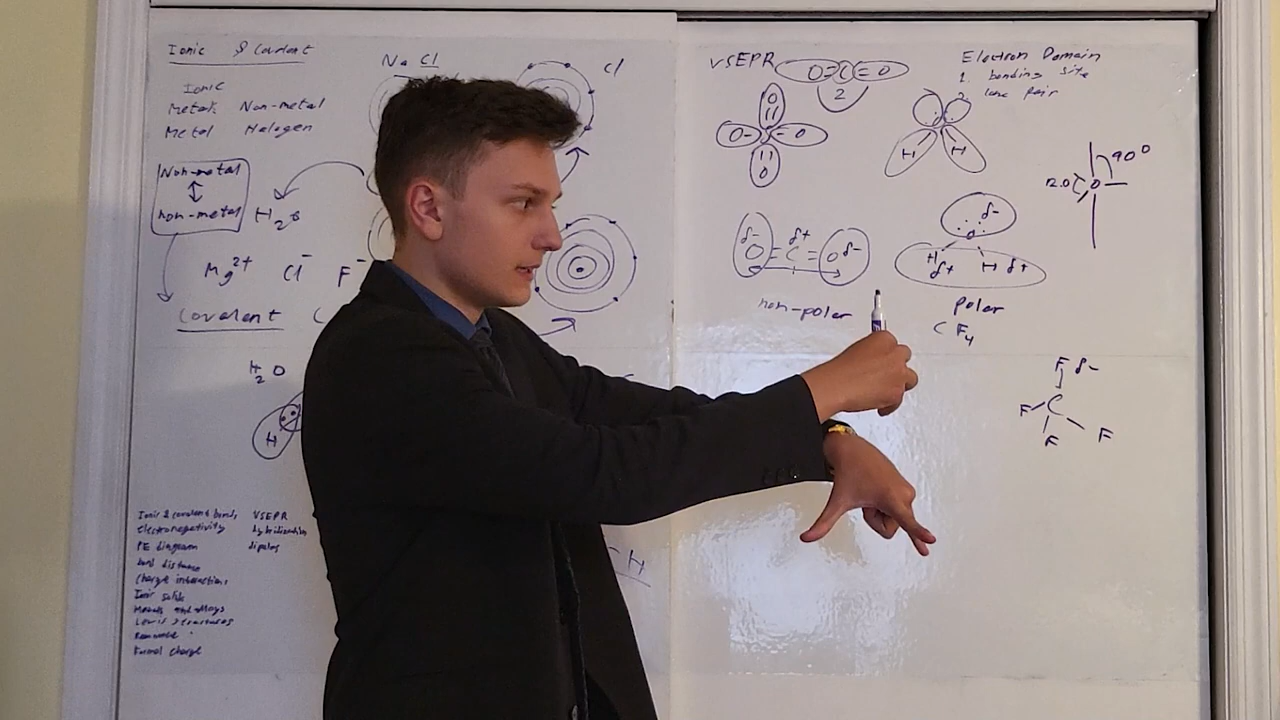 Ionic & Covalent
Ionic
Metal Non-metal
Metal Halogen
Non-metal
non-metal
H₂O
Mg²⁺ Cl⁻ F⁻
Covalent
H₂O
H
Na Cl
Cl
H
Ionic & covalent bonds
electronegativity
PE diagram
bond distance
charge interactions
Ionic solids
Metals and alloys
Lewis structures
Resonance
Formal charge
VSEPR
hybridization
dipoles
VSEPR
O=C=O
2
O
O- =O
O
H H
Electron Domain
1. bonding site
2. lone pair
90°
120
δ- δ+ δ-
O=C=O
non-polar
δ-
O
H δ+ H δ+
polar
CF₄
F δ-
F C
F F